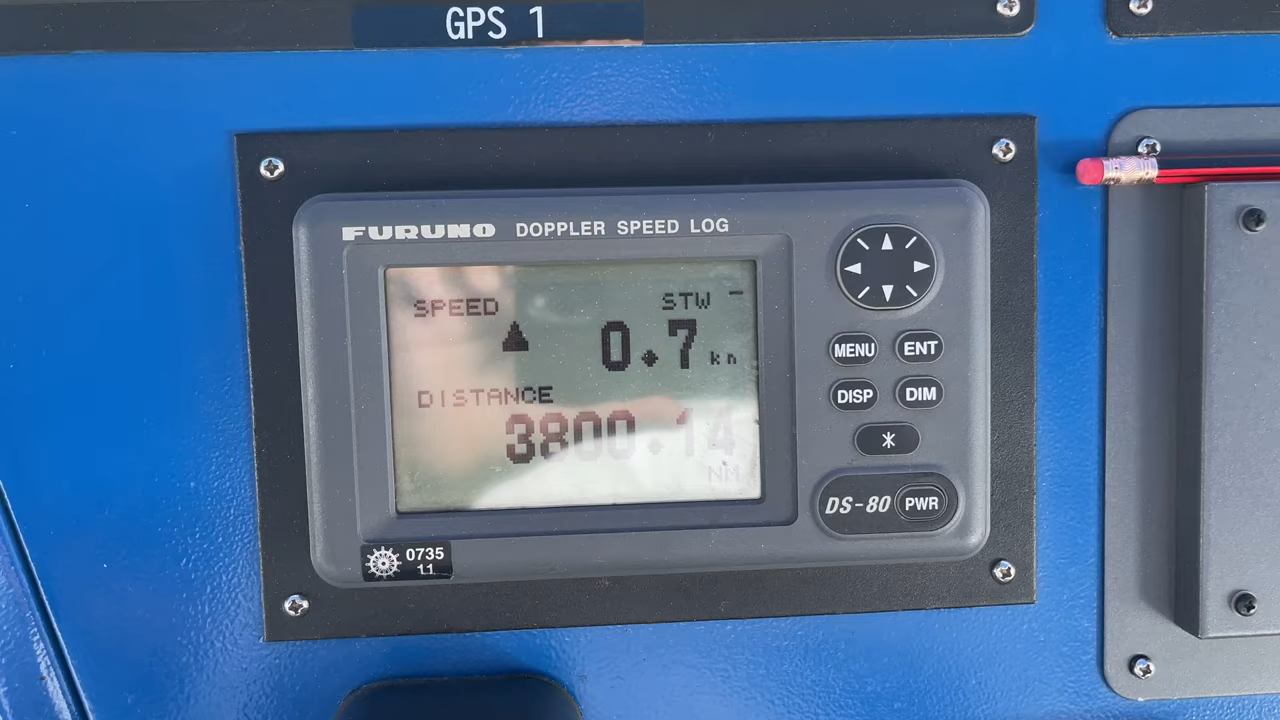 GPS 1
FURUNO DOPPLER SPEED LOG
SPEED STW
0.7 kn
DISTANCE
3800.14
NM
MENU ENT
DISP DIM
DS-80 PWR
0735
11